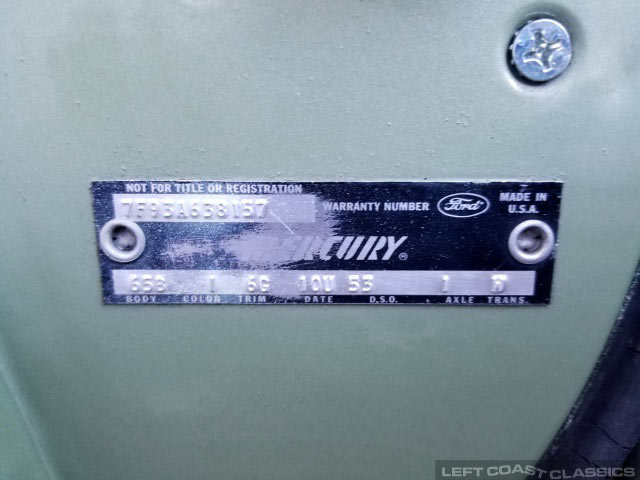 NOT FOR TITLE OR REGISTRATION
7F93A638157 WARRANTY NUMBER Ford MADE IN U.S.A.
MERCURY®
65B I 6G 10U 53 1 W
BODY COLOR TRIM DATE D.S.O. AXLE TRANS.
LEFT COAST CLASSICS